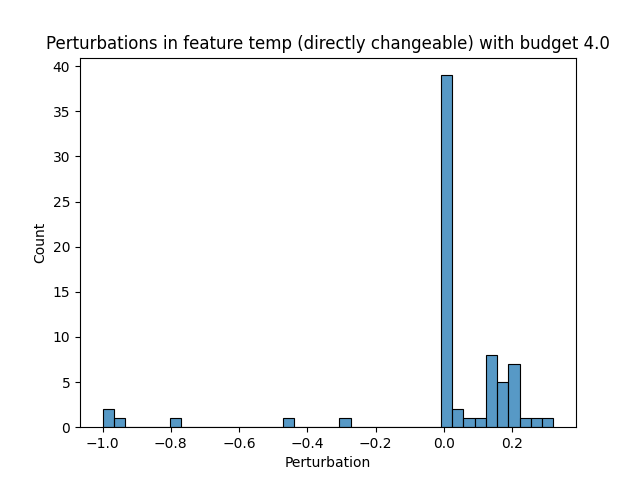 Perturbations in feature temp (directly changeable) with budget 4.0
40
35
30
25
20
15
10
5
0
Count
−1.0 −0.8 −0.6 −0.4 −0.2 0.0 0.2
Perturbation